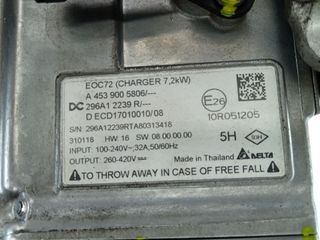 EOC72 (CHARGER 7,2kW)
A 453 900 5806/---
DC 296A1 2239 R/---
D ECD17010010/08
E26
10R051205
S/N 296A12239RTA80313418
310118 HW 16 SW 08.00.00.00
5H
INPUT: 100-240V~;32A,50/60Hz
OUTPUT: 260-420V
Made in Thailand DELTA
TO THROW AWAY IN CASE OF FREE FALL